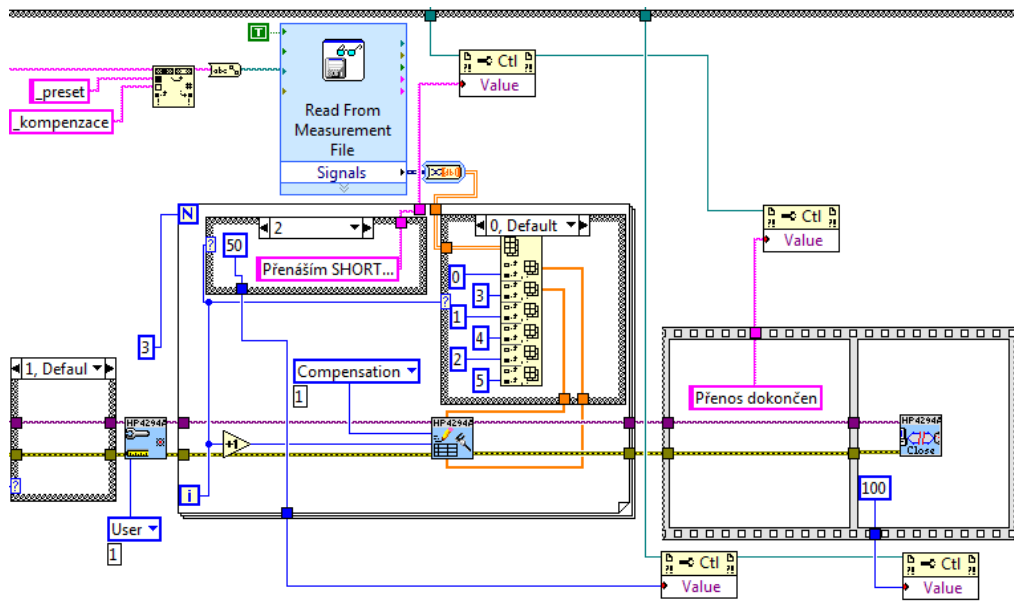 T
Ctl
Value
_preset
_kompenzace
abc
Read From
Measurement
File
Signals
N
2
50
Přenáším SHORT...
0, Default
0
3
1
4
2
5
Ctl
Value
3
1, Defaul
Compensation
1
Přenos dokončen
HP4294A
+1
HP4294A
HP4294A
Close
i
100
User
1
Ctl
Value
Ctl
Value